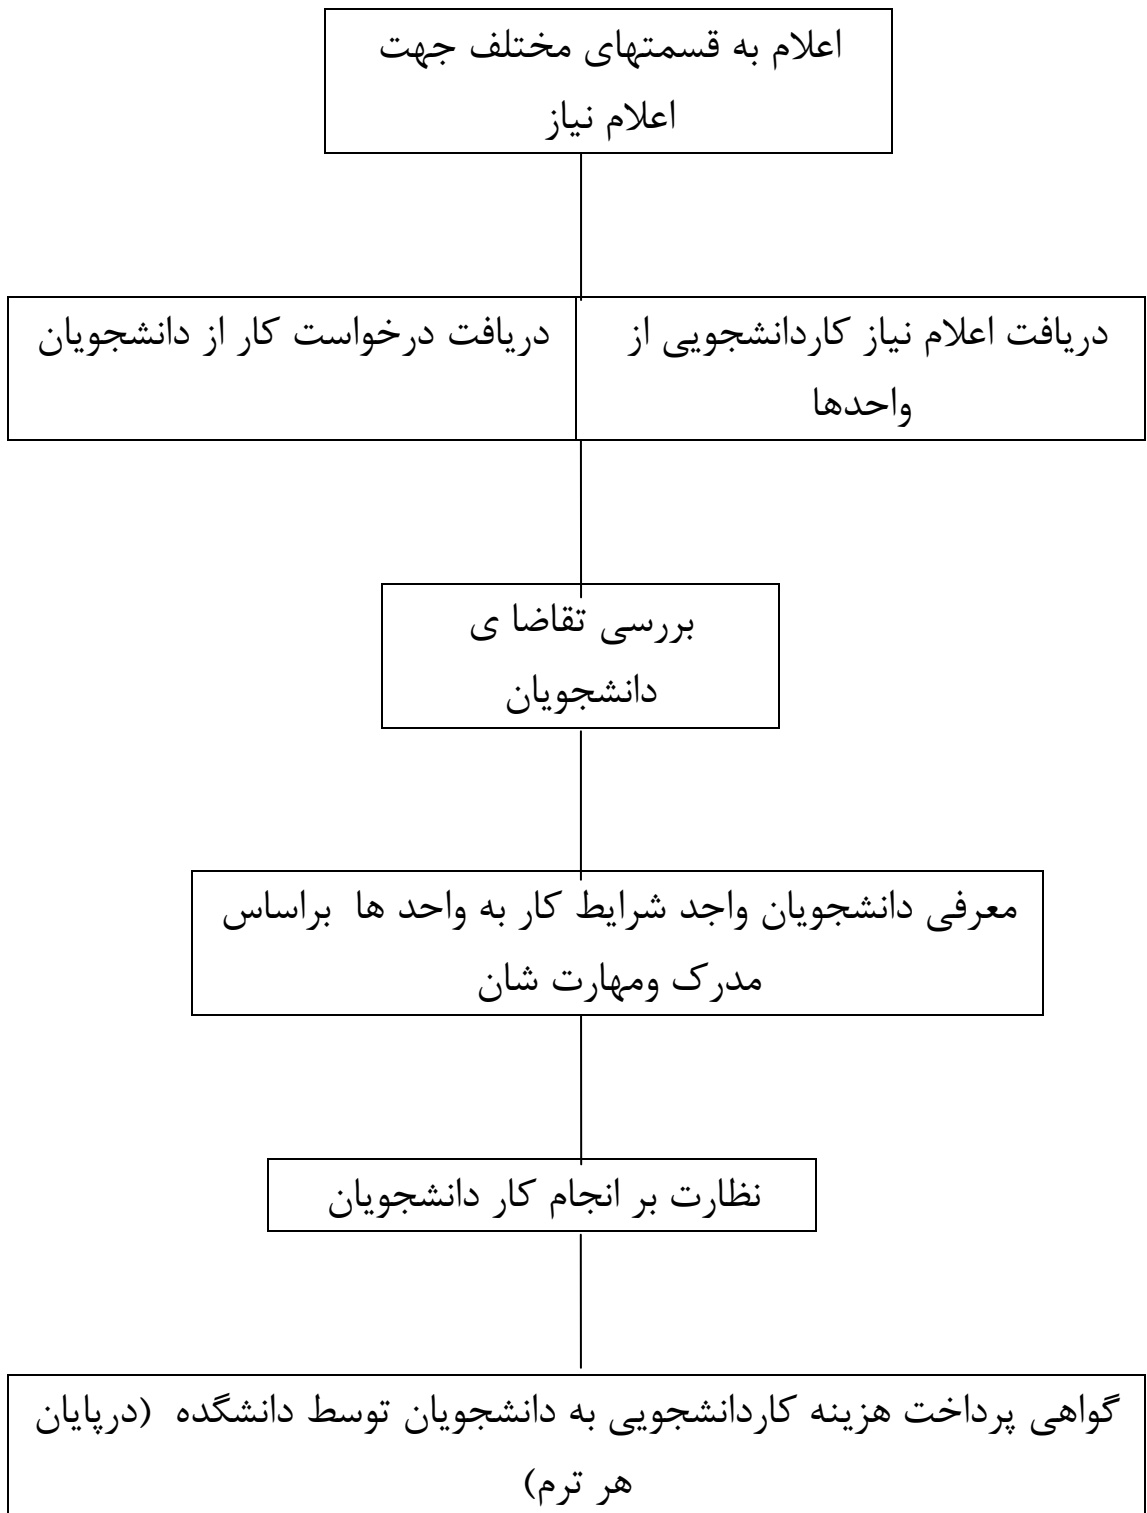 اعلام به قسمتهای مختلف جهت
اعلام نیاز
دریافت اعلام نیاز کاردانشجویی از
واحدها
دریافت درخواست کار از دانشجویان
بررسی تقاضا ی
دانشجویان
معرفی دانشجویان واجد شرایط کار به واحد ها براساس
مدرک ومهارت شان
نظارت بر انجام کار دانشجویان
گواهی پرداخت هزینه کاردانشجویی به دانشجویان توسط دانشگده (درپایان
هر ترم)